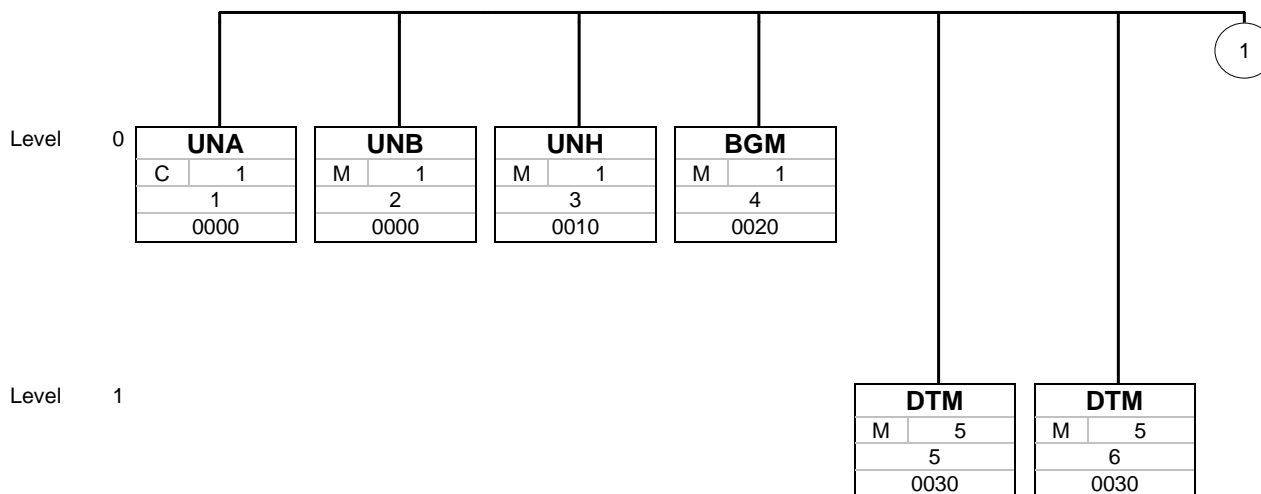 1
Level 0
UNA UNB UNH BGM
C 1 M 1 M 1 M 1
1 2 3 4
0000 0000 0010 0020
Level 1
DTM DTM
M 5 M 5
5 6
0030 0030